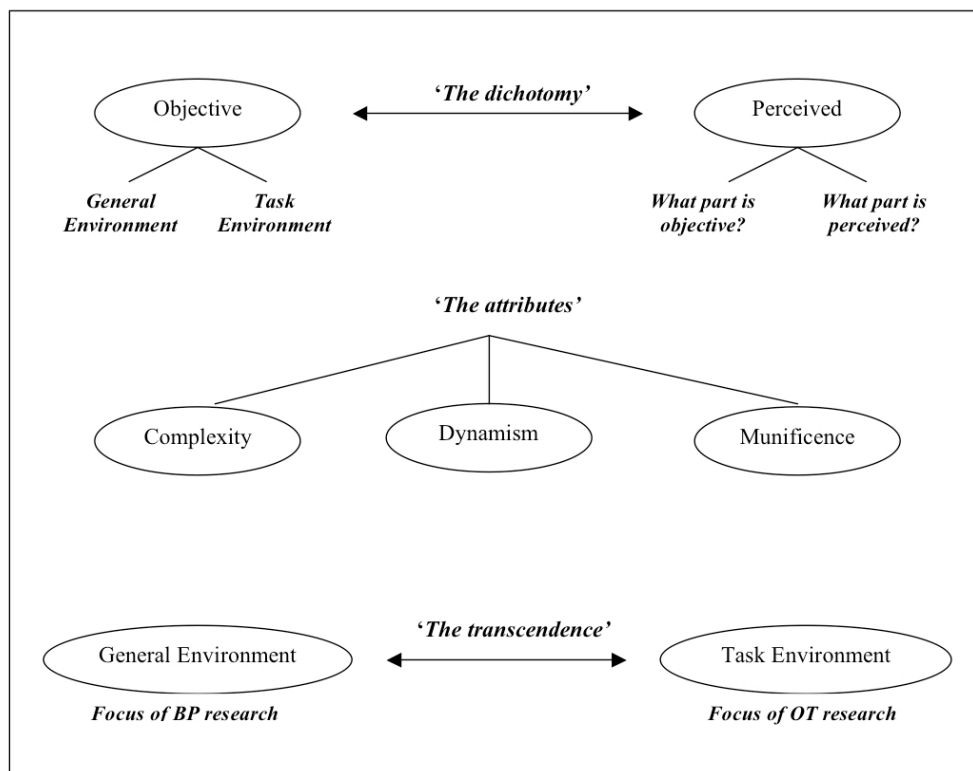 ‘The dichotomy’
Objective
Perceived
General
Environment
Task
Environment
What part is
objective?
What part is
perceived?
‘The attributes’
Complexity
Dynamism
Munificence
‘The transcendence’
General Environment
Task Environment
Focus of BP research
Focus of OT research